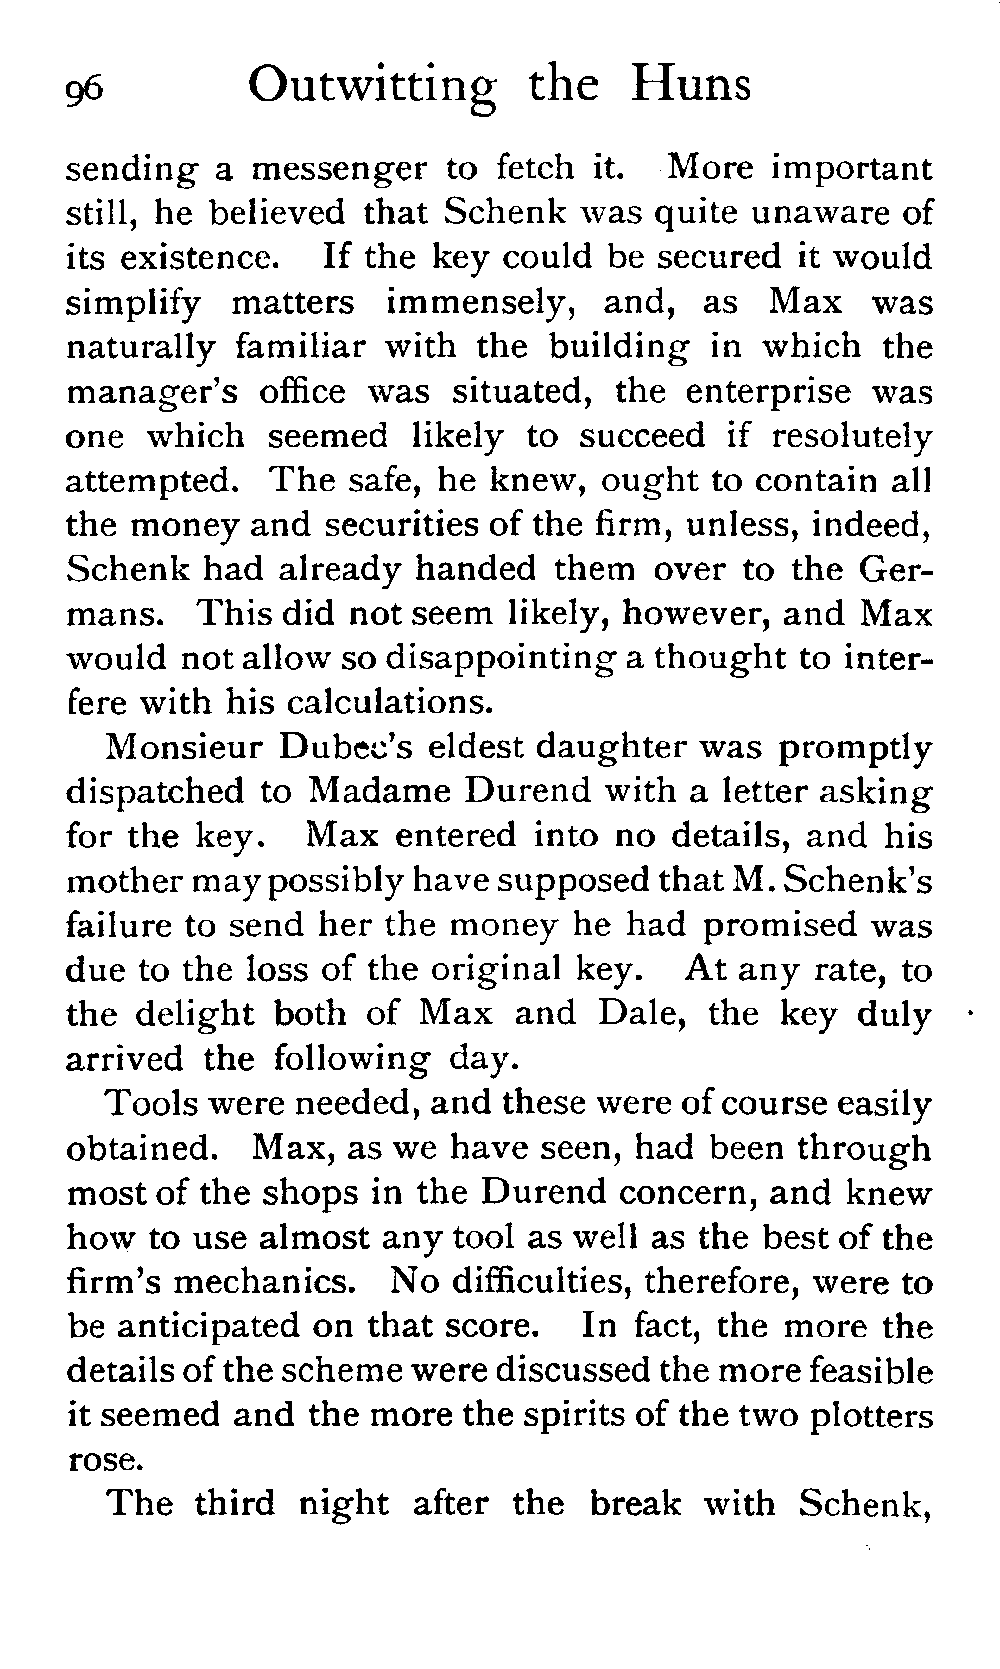 96 Outwitting the Huns
sending a messenger to fetch it. More important
still, he believed that Schenk was quite unaware of
its existence. If the key could be secured it would
simplify matters immensely, and, as Max was
naturally familiar with the building in which the
manager's office was situated, the enterprise was
one which seemed likely to succeed if resolutely
attempted. The safe, he knew, ought to contain all
the money and securities of the firm, unless, indeed,
Schenk had already handed them over to the Ger-
mans. This did not seem likely, however, and Max
would not allow so disappointing a thought to inter-
fere with his calculations.
Monsieur Dubec's eldest daughter was promptly
dispatched to Madame Durend with a letter asking
for the key. Max entered into no details, and his
mother may possibly have supposed that M. Schenk's
failure to send her the money he had promised was
due to the loss of the original key. At any rate, to
the delight both of Max and Dale, the key duly
arrived the following day.
Tools were needed, and these were of course easily
obtained. Max, as we have seen, had been through
most of the shops in the Durend concern, and knew
how to use almost any tool as well as the best of the
firm's mechanics. No difficulties, therefore, were to
be anticipated on that score. In fact, the more the
details of the scheme were discussed the more feasible
it seemed and the more the spirits of the two plotters
rose.
The third night after the break with Schenk,